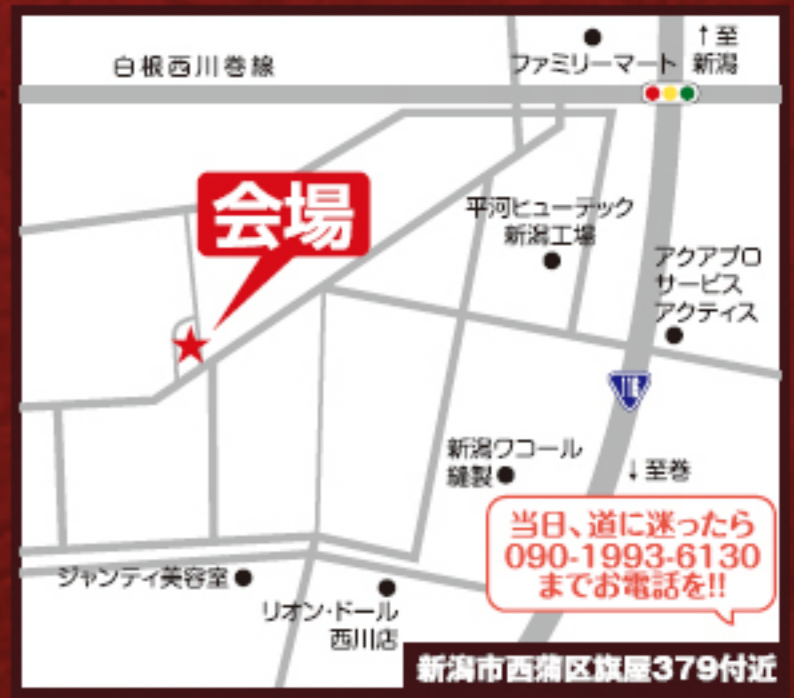 白根西川巻線
ファミリーマート
↑至
新潟
会場
平河ヒューテック
新潟工場
アクアプロ
サービス
アクティス
新潟ワコール
縫製
↓至巻
当日、道に迷ったら
090-1993-6130
までお電話を!!
ジャンティ美容室
リオン・ドール
西川店
新潟市西蒲区旗屋379付近